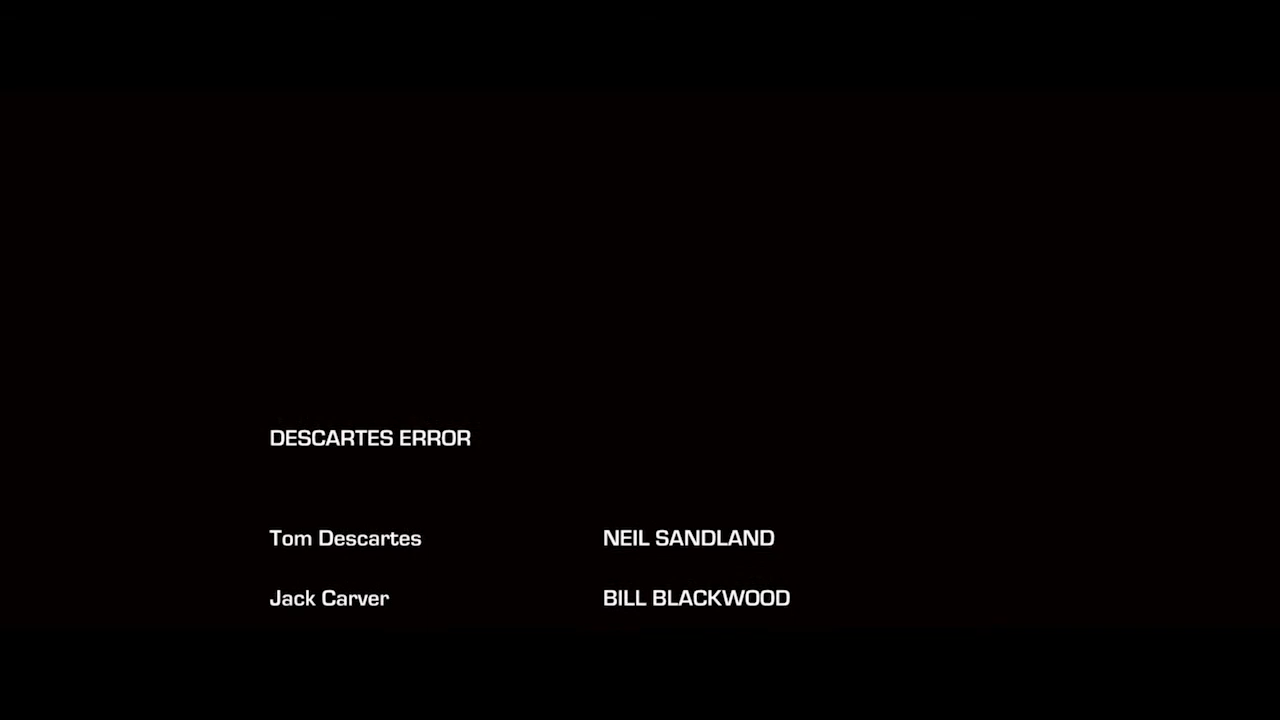 DESCARTES ERROR
Tom Descartes NEIL SANDLAND
Jack Carver BILL BLACKWOOD